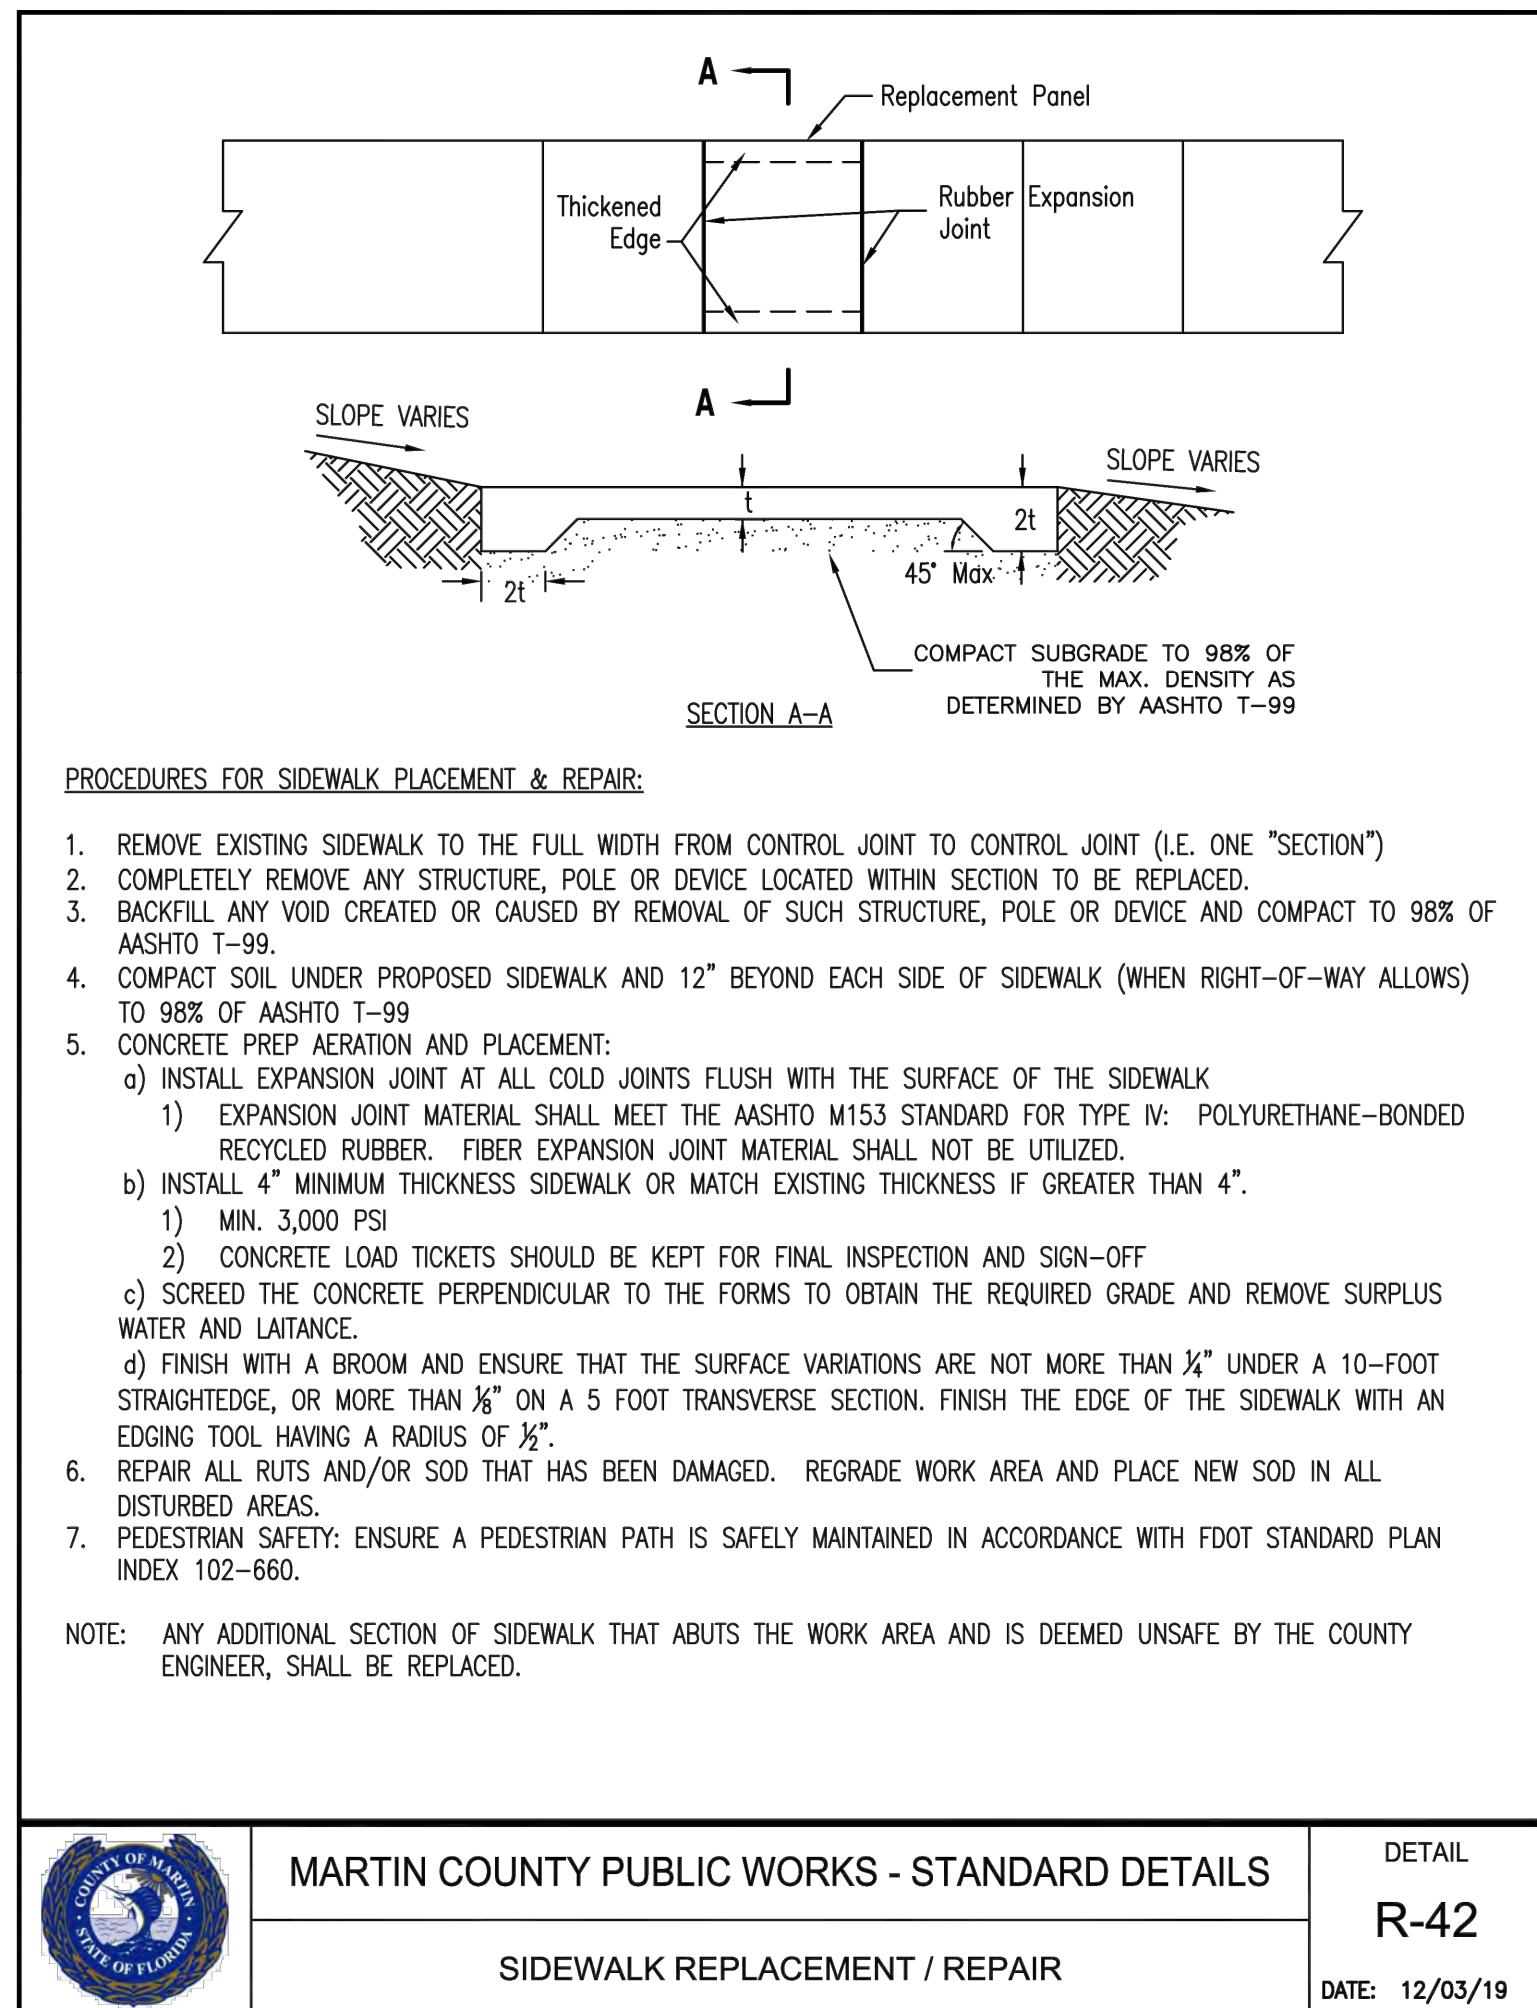 A
Replacement Panel
Thickened
Edge
Rubber Expansion
Joint
A
SLOPE VARIES
SLOPE VARIES
t
2t
2t
45° Max
COMPACT SUBGRADE TO 98% OF
THE MAX. DENSITY AS
DETERMINED BY AASHTO T-99
SECTION A-A
PROCEDURES FOR SIDEWALK PLACEMENT & REPAIR:
1. REMOVE EXISTING SIDEWALK TO THE FULL WIDTH FROM CONTROL JOINT TO CONTROL JOINT (I.E. ONE "SECTION")
2. COMPLETELY REMOVE ANY STRUCTURE, POLE OR DEVICE LOCATED WITHIN SECTION TO BE REPLACED.
3. BACKFILL ANY VOID CREATED OR CAUSED BY REMOVAL OF SUCH STRUCTURE, POLE OR DEVICE AND COMPACT TO 98% OF
AASHTO T-99.
4. COMPACT SOIL UNDER PROPOSED SIDEWALK AND 12" BEYOND EACH SIDE OF SIDEWALK (WHEN RIGHT-OF-WAY ALLOWS)
TO 98% OF AASHTO T-99
5. CONCRETE PREP AERATION AND PLACEMENT:
a) INSTALL EXPANSION JOINT AT ALL COLD JOINTS FLUSH WITH THE SURFACE OF THE SIDEWALK
1) EXPANSION JOINT MATERIAL SHALL MEET THE AASHTO M153 STANDARD FOR TYPE IV: POLYURETHANE-BONDED
RECYCLED RUBBER. FIBER EXPANSION JOINT MATERIAL SHALL NOT BE UTILIZED.
b) INSTALL 4" MINIMUM THICKNESS SIDEWALK OR MATCH EXISTING THICKNESS IF GREATER THAN 4".
1) MIN. 3,000 PSI
2) CONCRETE LOAD TICKETS SHOULD BE KEPT FOR FINAL INSPECTION AND SIGN-OFF
c) SCREED THE CONCRETE PERPENDICULAR TO THE FORMS TO OBTAIN THE REQUIRED GRADE AND REMOVE SURPLUS
WATER AND LAITANCE.
d) FINISH WITH A BROOM AND ENSURE THAT THE SURFACE VARIATIONS ARE NOT MORE THAN ¼" UNDER A 10-FOOT
STRAIGHTEDGE, OR MORE THAN ⅛" ON A 5 FOOT TRANSVERSE SECTION. FINISH THE EDGE OF THE SIDEWALK WITH AN
EDGING TOOL HAVING A RADIUS OF ½".
6. REPAIR ALL RUTS AND/OR SOD THAT HAS BEEN DAMAGED. REGRADE WORK AREA AND PLACE NEW SOD IN ALL
DISTURBED AREAS.
7. PEDESTRIAN SAFETY: ENSURE A PEDESTRIAN PATH IS SAFELY MAINTAINED IN ACCORDANCE WITH FDOT STANDARD PLAN
INDEX 102-660.
NOTE: ANY ADDITIONAL SECTION OF SIDEWALK THAT ABUTS THE WORK AREA AND IS DEEMED UNSAFE BY THE COUNTY
ENGINEER, SHALL BE REPLACED.
COUNTY OF MARTIN
STATE OF FLORIDA
MARTIN COUNTY PUBLIC WORKS - STANDARD DETAILS
SIDEWALK REPLACEMENT / REPAIR
DETAIL
R-42
DATE: 12/03/19